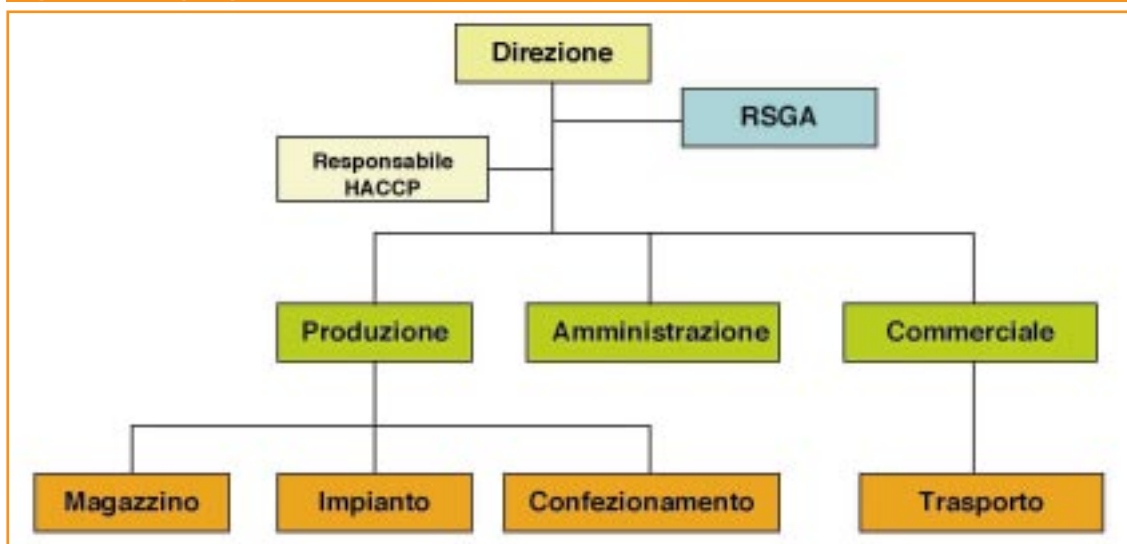 Direzione
RSGA
Responsabile
HACCP
Produzione
Amministrazione
Commerciale
Magazzino
Impianto
Confezionamento
Trasporto